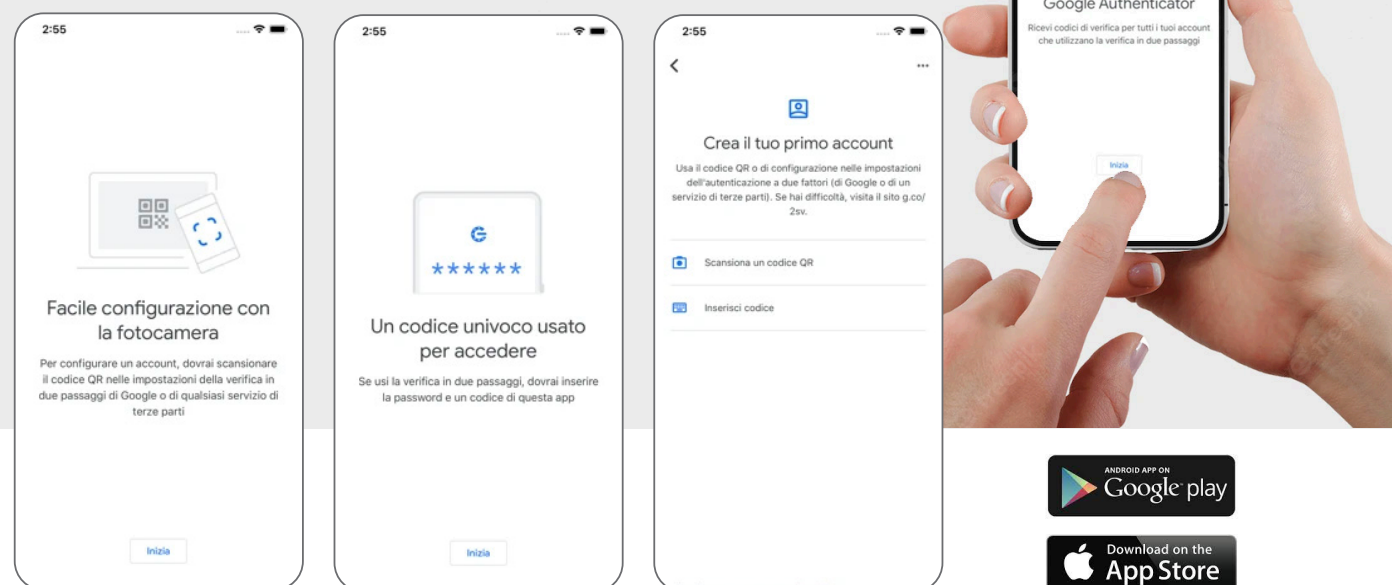 2:55
Facile configurazione con
la fotocamera
Per configurare un account, dovrai scansionare
il codice QR nelle impostazioni della verifica in
due passaggi di Google o di qualsiasi servizio di
terze parti
Inizia
2:55
******
Un codice univoco usato
per accedere
Se usi la verifica in due passaggi, dovrai inserire
la password e un codice di questa app
Inizia
2:55
Crea il tuo primo account
Usa il codice QR o di configurazione nelle impostazioni
dell'autenticazione a due fattori (di Google o di un
servizio di terze parti). Se hai difficoltà, visita il sito g.co/
2sv.
Scansiona un codice QR
Inserisci codice
Google Authenticator
Ricevi codici di verifica per tutti i tuoi account
che utilizzano la verifica in due passaggi
Inizia
ANDROID APP ON
Google play
Download on the
App Store